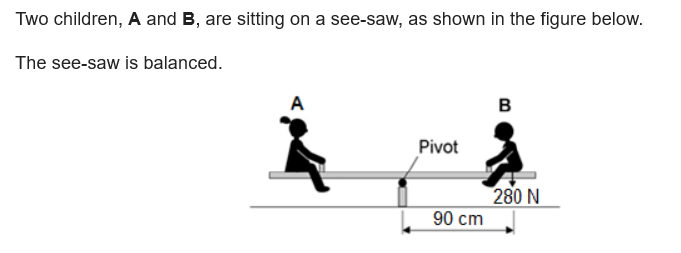 Two children, A and B, are sitting on a see-saw, as shown in the figure below.
The see-saw is balanced.
A
B
Pivot
280 N
90 cm